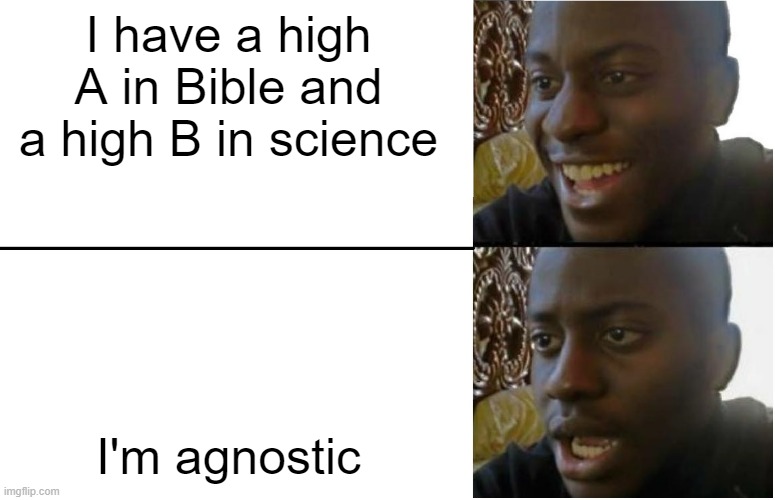 I have a high
A in Bible and
a high B in science
I'm agnostic
imgflip.com